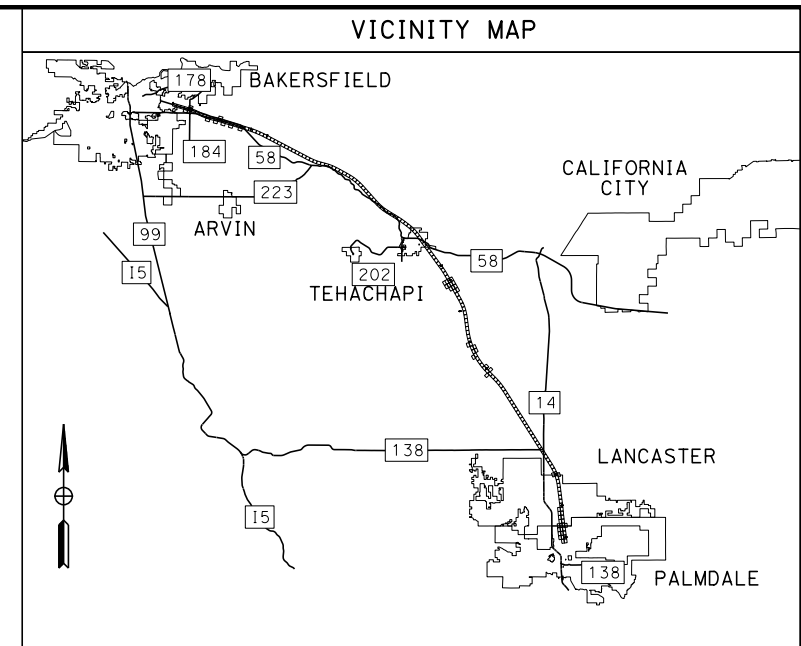 VICINITY MAP
178
BAKERSFIELD
184
58
CALIFORNIA
CITY
223
ARVIN
99
I5
58
202
TEHACHAPI
14
138
LANCASTER
I5
138
PALMDALE